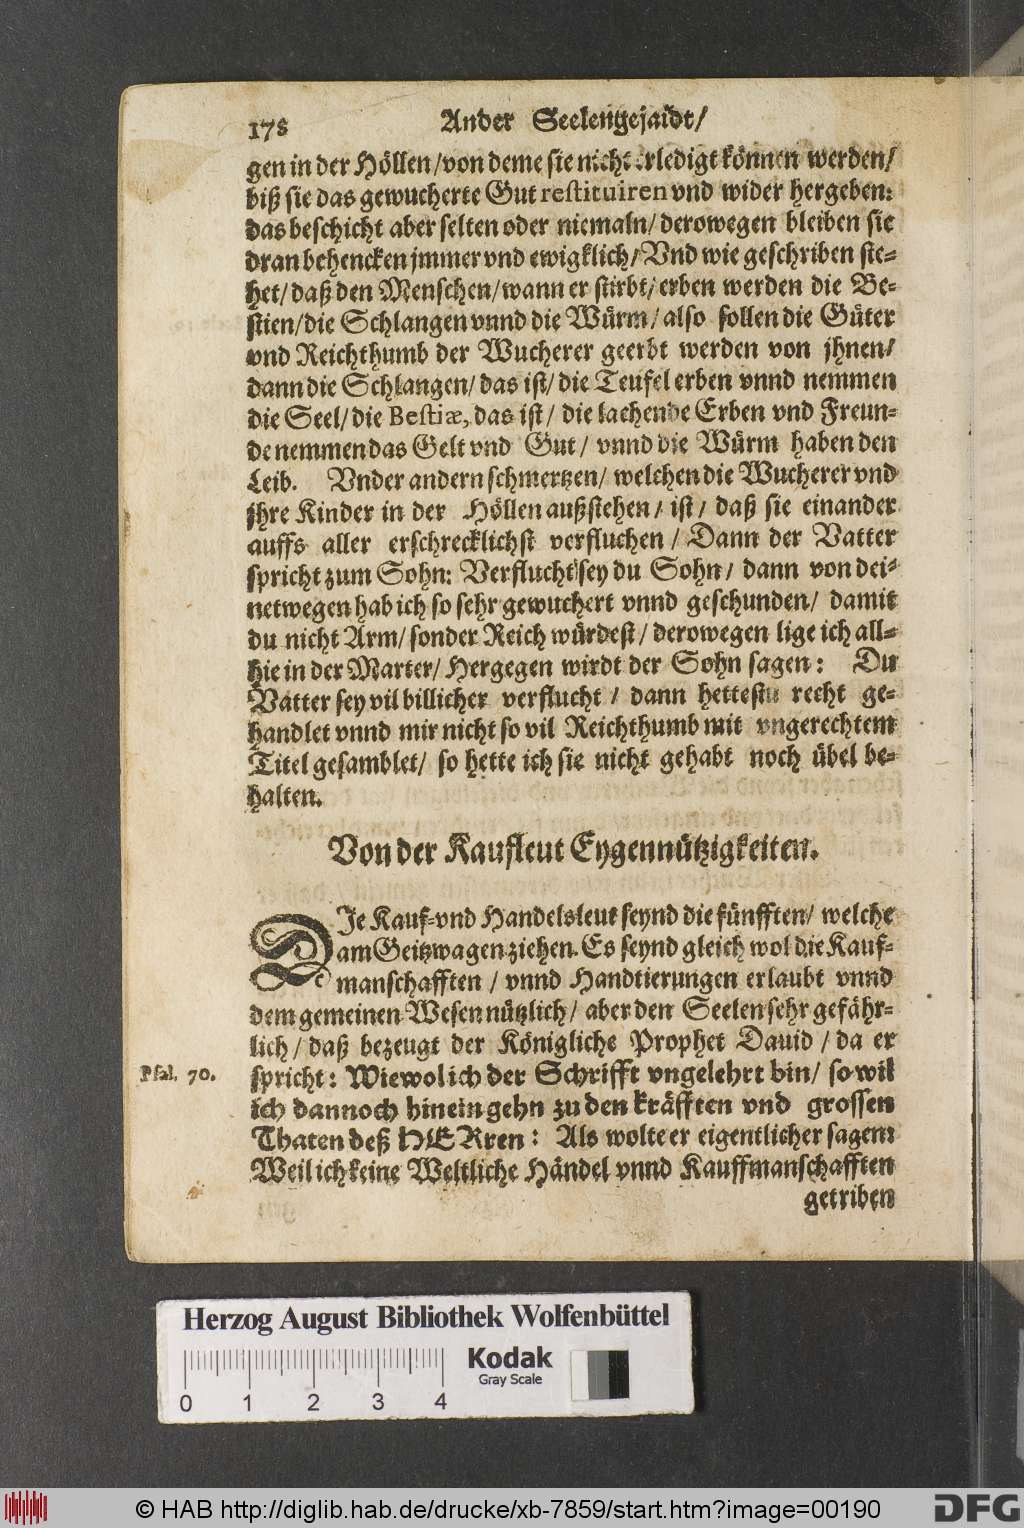 178
Ander Seelengejaidt/
gen in der Höllen/von deme sie nicht erledigt können werden/
biß sie das gewucherte Gut restituiren vnd wider hergeben:
das beschicht aber selten oder niemaln/ derowegen bleiben sie
dran behencken jmmer vnd ewigklich/ Vnd wie geschriben ste-
het/ daß den Menschen/wann er stirbt/ erben werden die Be-
stien/die Schlangen vnnd die Würm/ also sollen die Güter
vnd Reichthumb der Wucherer geerbt werden von jhnen/
dann die Schlangen/ das ist/ die Teufel erben vnnd nemmen
die Seel/ die Bestiæ, das ist/ die lachende Erben vnd Freun-
de nemmen das Gelt vnd Gut/ vnnd die Würm haben den
Leib. Vnder andern schmertzen/ welchen die Wucherer vnd
jhre Kinder in der Höllen außstehen/ ist/ daß sie einander
auffs aller erschrecklichst verfluchen/ Dann der Vatter
spricht zum Sohn: Verflucht sey du Sohn/ dann von dei-
netwegen hab ich so sehr gewuchert vnnd geschunden/ damit
du nicht Arm/ sonder Reich würdest/ derowegen lige ich all-
hie in der Marter/ Hergegen wirdt der Sohn sagen: Du
Vatter sey vil billicher verflucht/ dann hettestu recht ge-
handlet vnnd mir nicht so vil Reichthumb mit vngerechtem
Titel gesamblet/ so hette ich sie nicht gehabt noch übel be-
halten.
Von der Kaufleut Eygennützigkeiten.
DIe Kauf-vnd Handelsleut seynd die fünfften/ welche
am Geitzwagen ziehen. Es seynd gleich wol die Kauf-
manschafften/ vnnd Handtierungen erlaubt vnnd
dem gemeinen Wesen nützlich/ aber den Seelen sehr gefähr-
lich/ daß bezeugt der Königliche Prophet Dauid/ da er
Psal. 70.
spricht: Wiewol ich der Schrifft vngelehrt bin/ so wil
ich dannoch hinein gehn zu den kräfften vnd grossen
Thaten deß HERren: Als wolte er eigentlicher sagen:
Weil ich keine Weltliche Händel vnnd Kauffmanschafften
getriben
Herzog August Bibliothek Wolfenbüttel
Kodak
Gray Scale
0 1 2 3 4
© HAB http://diglib.hab.de/drucke/xb-7859/start.htm?image=00190
DFG